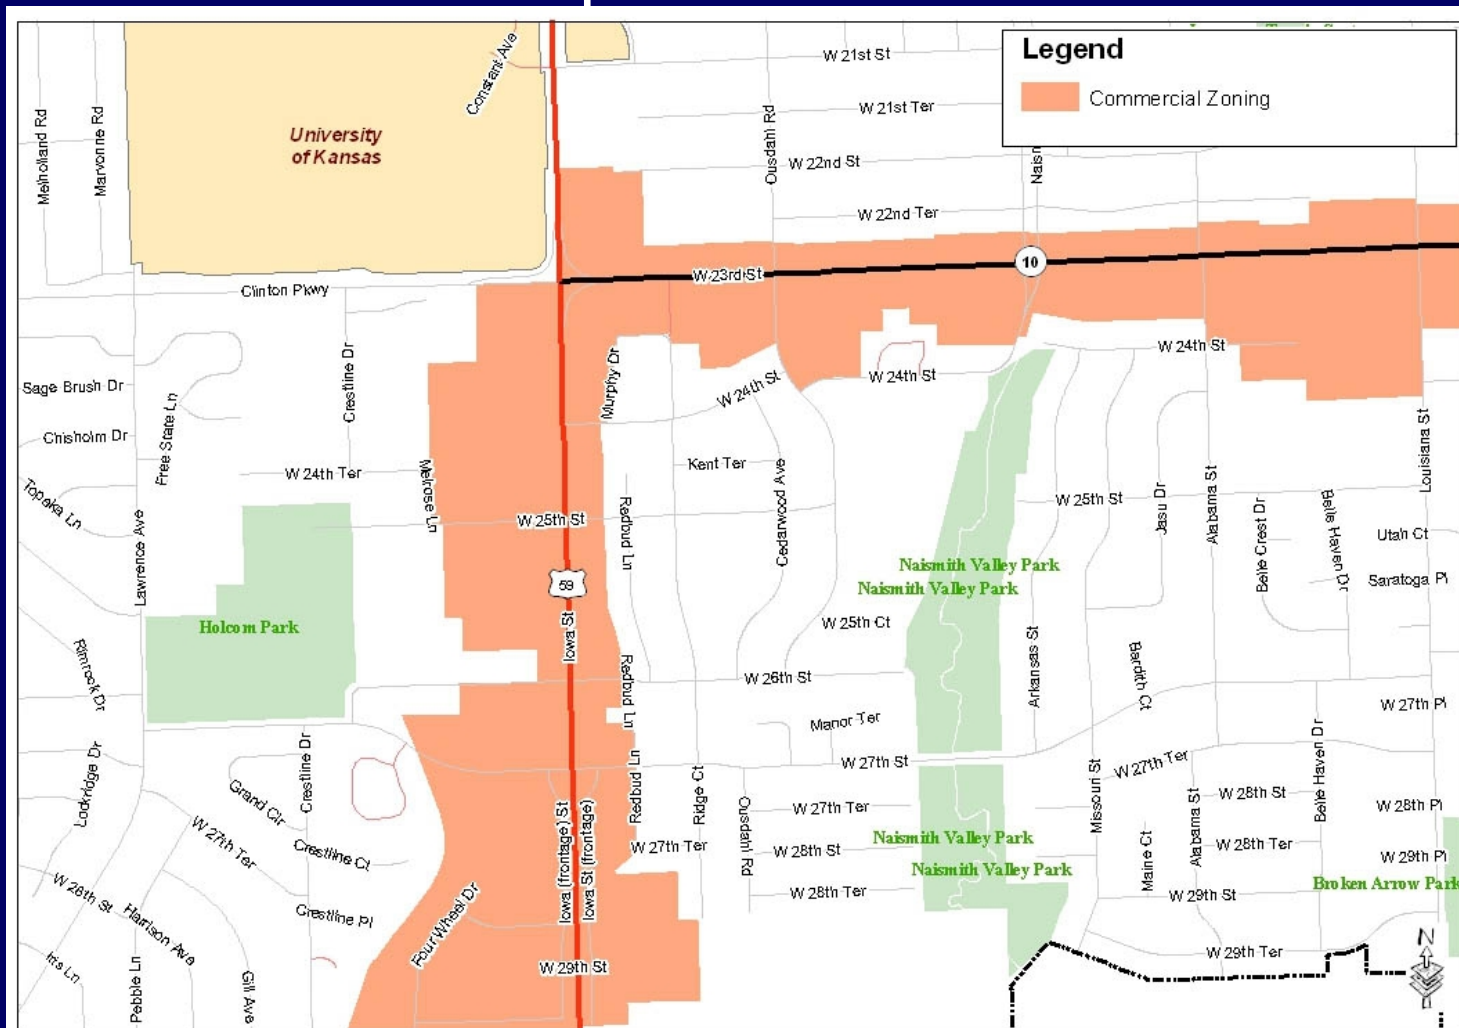 Legend
Commercial Zoning
Constant Ave
W 21st St
W 21st Ter
Melholland Rd
Marvonne Rd
University
of Kansas
Ousdahl Rd
W 22nd St
Naism
W 22nd Ter
W 23rd St
10
Clinton Pkwy
Sage Brush Dr
Crestline Dr
Murphy Dr
W 24th St
W 24th St
W 24th St
Chisholm Dr
Free State Ln
W 24th Ter
Melrose Ln
Kent Ter
Cedarwood Ave
Louisiana St
Topeka Ln
Lawrence Ave
W 25th St
Redbud Ln
W 25th St
Jasu Dr
Alabama St
Belle Crest Dr
Belle Haven Dr
Utah Ct
Saratoga Pl
59
Naismith Valley Park
Naismith Valley Park
Holcom Park
Iowa St
W 25th Ct
Rimrock Dr
Redbud Ln
W 26th St
Arkansas St
Bardith Ct
W 27th Pl
Manor Ter
Lockridge Dr
Crestline Dr
W 27th St
W 27th Ter
Belle Haven Dr
Grand Cir
Iowa (frontage) St
Iowa St (frontage)
Redbud Ln
Ridge Ct
Ousdahl Rd
W 27th Ter
Missouri St
Alabama St
W 28th St
W 28th Pl
W 27th Ter
Crestline Ct
W 27th Ter
W 28th St
Naismith Valley Park
Naismith Valley Park
Maine Ct
W 28th Ter
W 29th Pl
Broken Arrow Park
W 28th St
Harrison Ave
Crestline Pl
Four Wheel Dr
W 28th Ter
W 29th St
Iris Ln
Pebble Ln
Gill Ave
W 29th St
W 29th Ter
N